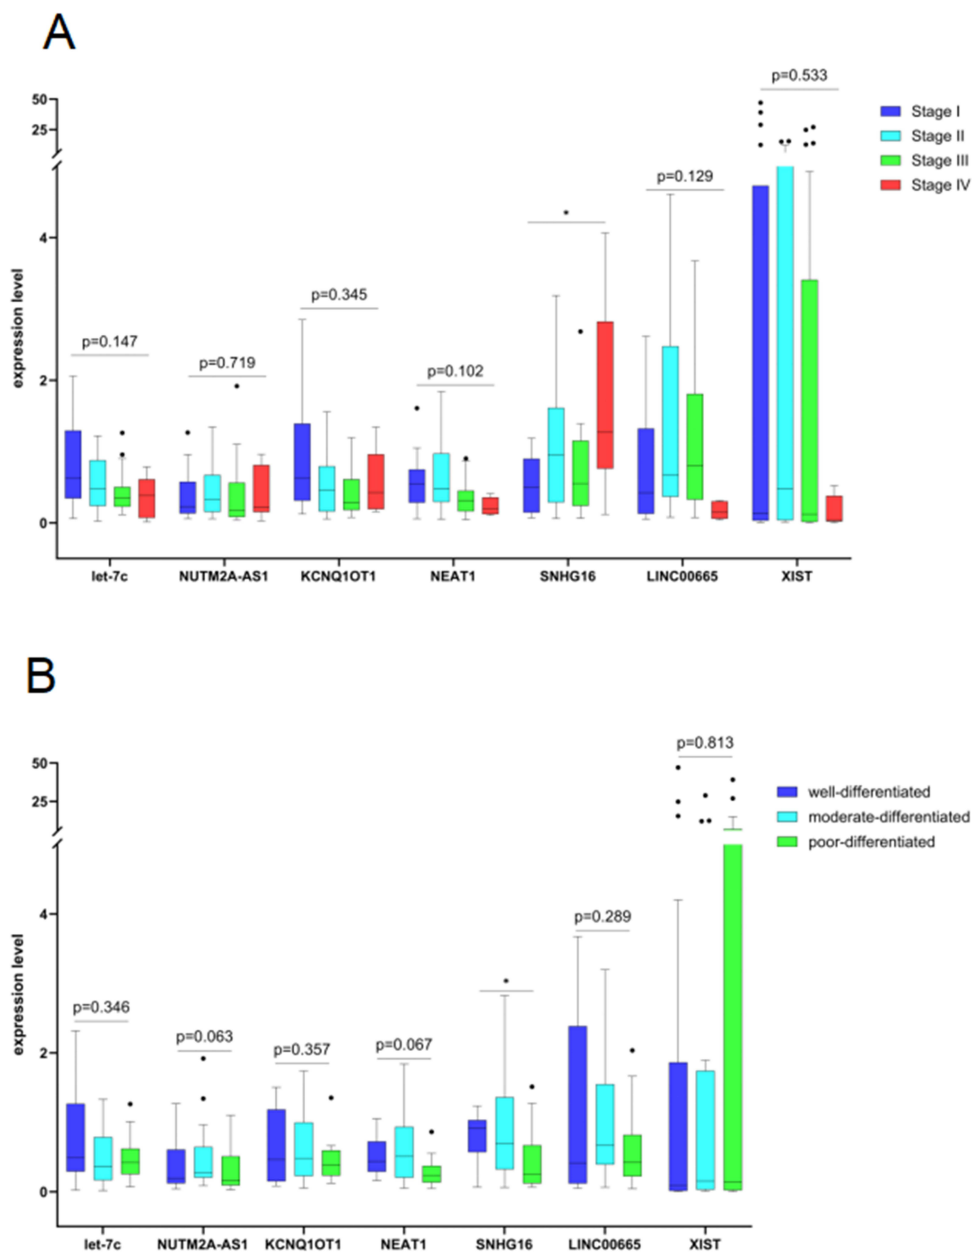 A
p=0.533
50
25
Stage I
Stage II
Stage III
Stage IV
p=0.129
*
4
p=0.345
p=0.147
p=0.719
p=0.102
2
0
expression level
let-7c NUTM2A-AS1 KCNQ1OT1 NEAT1 SNHG16 LINC00665 XIST
B
p=0.813
50
25
well-differentiated
moderate-differentiated
poor-differentiated
4
p=0.289
*
p=0.346
p=0.063
p=0.357
p=0.067
2
0
expression level
let-7c NUTM2A-AS1 KCNQ1OT1 NEAT1 SNHG16 LINC00665 XIST